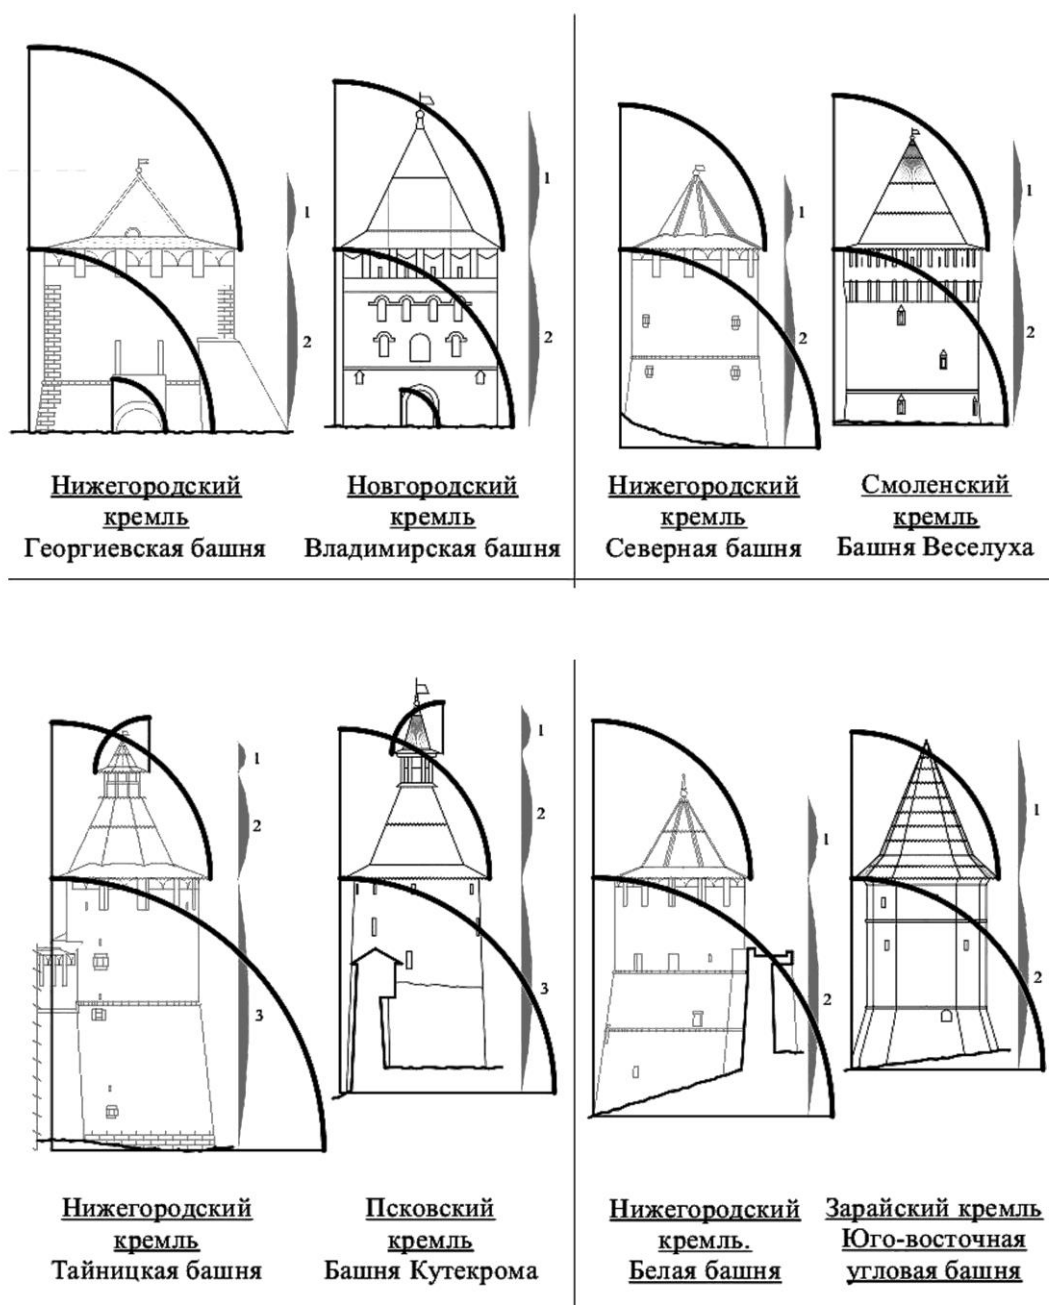 1
2
1
2
1
2
1
2
Нижегородский
кремль
Георгиевская башня
Новгородский
кремль
Владимирская башня
Нижегородский
кремль
Северная башня
Смоленский
кремль
Башня Веселуха
1
2
3
1
2
3
1
2
1
2
Нижегородский
кремль
Тайницкая башня
Псковский
кремль
Башня Кутекрома
Нижегородский
кремль.
Белая башня
Зарайский кремль
Юго-восточная
угловая башня